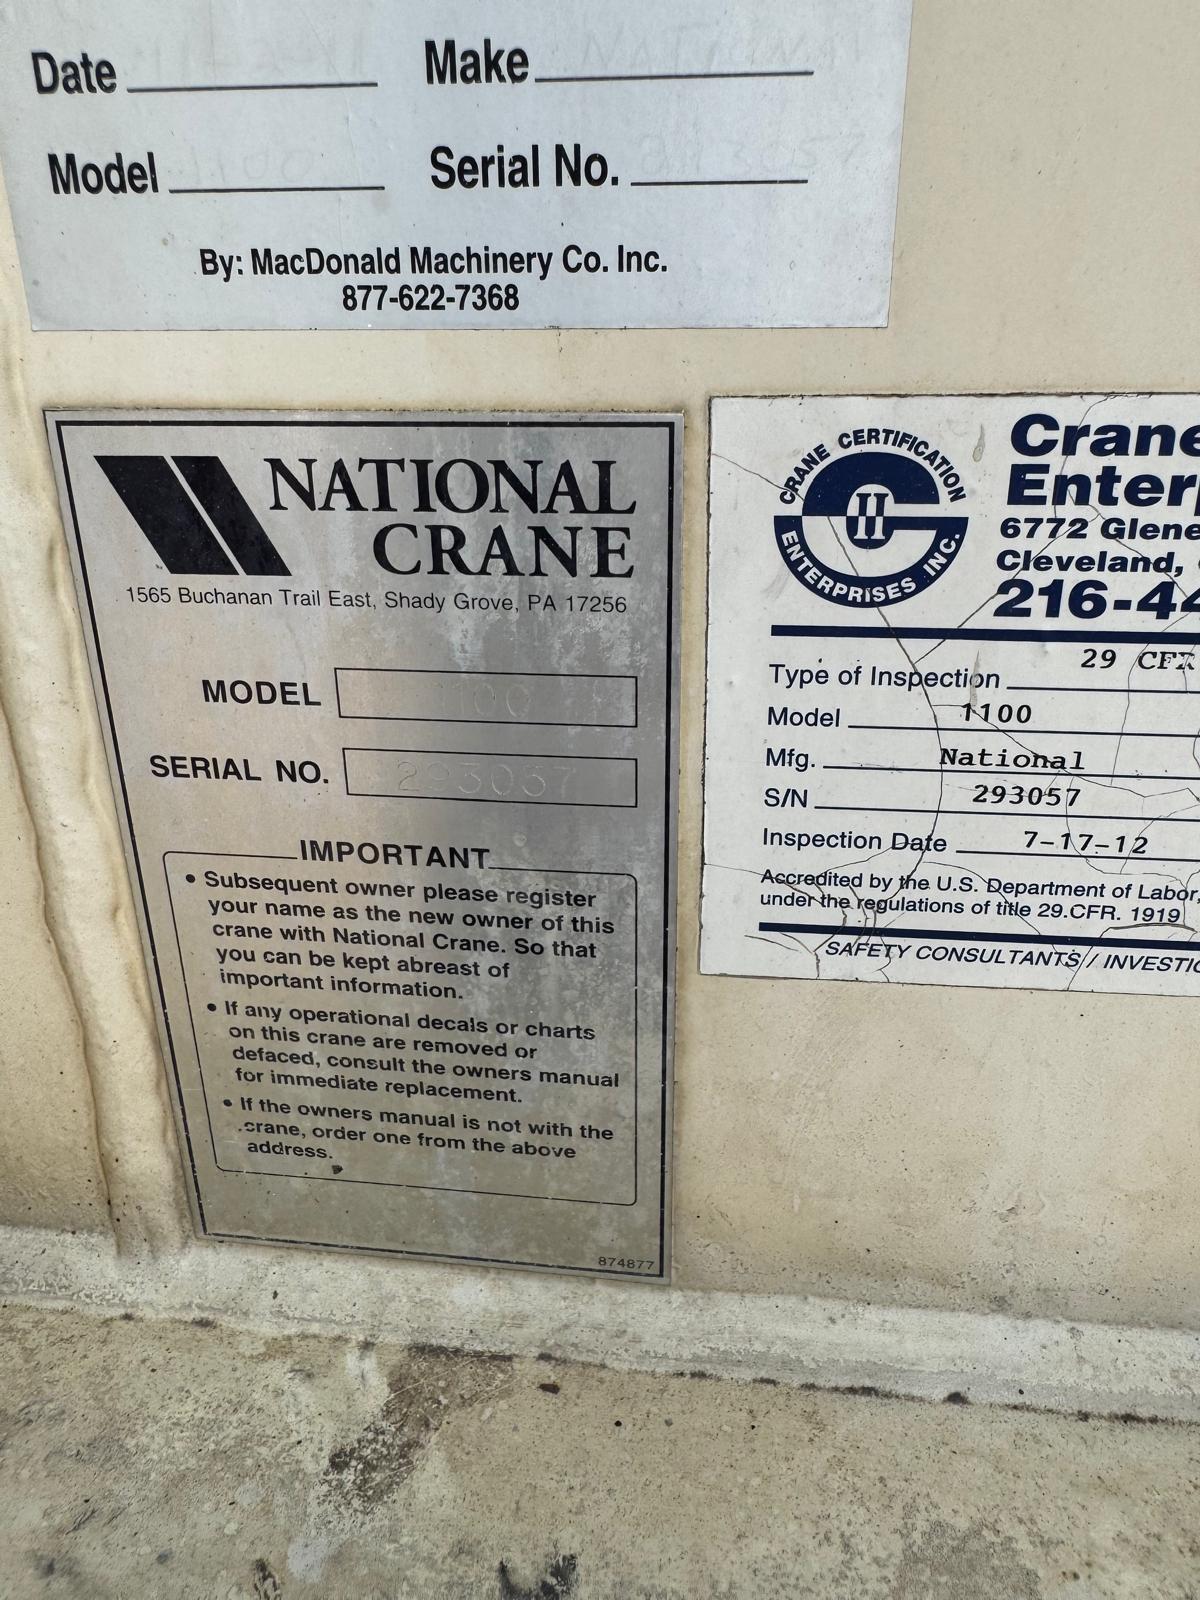 Date Make
Model Serial No.
By: MacDonald Machinery Co. Inc.
877-622-7368
NATIONAL
CRANE
1565 Buchanan Trail East, Shady Grove, PA 17256
MODEL 1100
SERIAL NO. 293057
IMPORTANT
• Subsequent owner please register
your name as the new owner of this
crane with National Crane. So that
you can be kept abreast of
important information.
• If any operational decals or charts
on this crane are removed or
defaced, consult the owners manual
for immediate replacement.
• If the owners manual is not with the
crane, order one from the above
address.
874877
CRANE CERTIFICATION
ENTERPRISES INC.
Crane
Enter
6772 Glene
Cleveland,
216-44
Type of Inspection 29 CFR
Model 1100
Mfg. National
S/N 293057
Inspection Date 7-17-12
Accredited by the U.S. Department of Labor,
under the regulations of title 29.CFR. 1919
SAFETY CONSULTANTS / INVESTIG